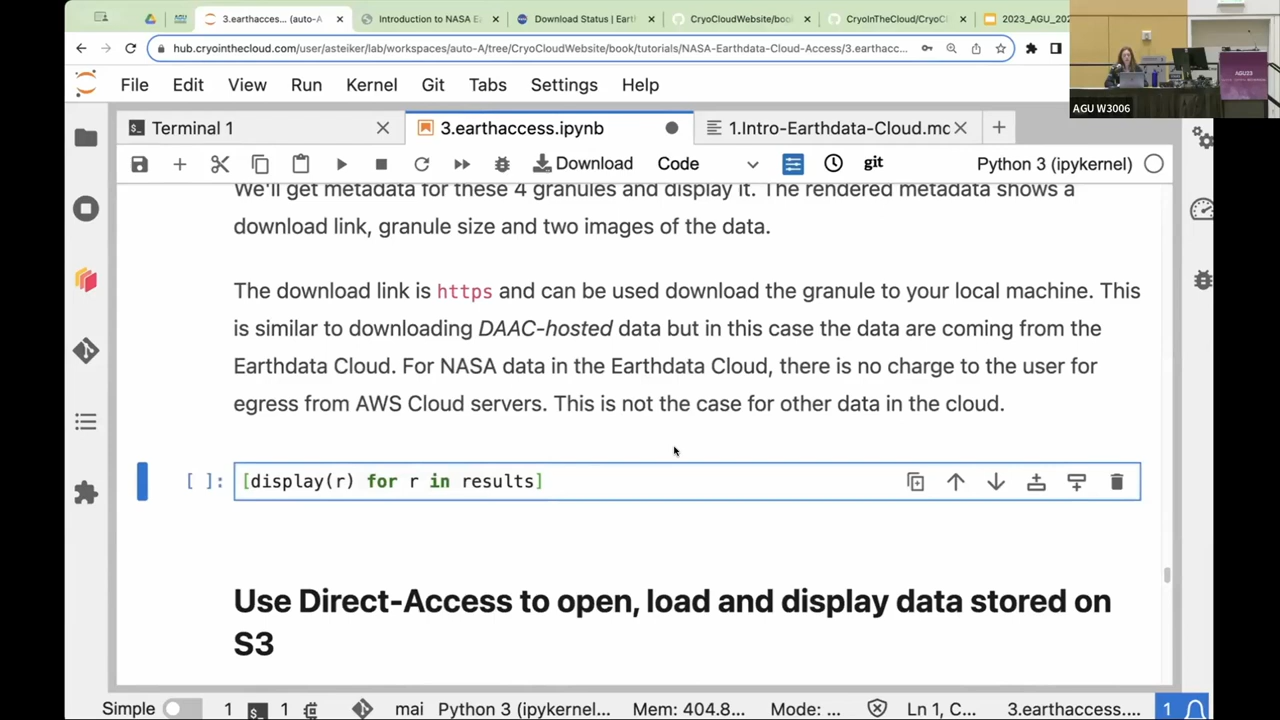 3.earthaccess... (auto-A
Introduction to NASA E
Download Status | Eart
CryoCloudWebsite/boo
CryoInTheCloud/CryoC
2023_AGU_202
hub.cryointhecloud.com/user/asteiker/lab/workspaces/auto-A/tree/CryoCloudWebsite/book/tutorials/NASA-Earthdata-Cloud-Access/3.earthacc...
AGU W3006
File Edit View Run Kernel Git Tabs Settings Help
Terminal 1
3.earthaccess.ipynb
1.Intro-Earthdata-Cloud.mc
Download Code git Python 3 (ipykernel)
We'll get metadata for these 4 granules and display it. The rendered metadata shows a
download link, granule size and two images of the data.
The download link is https and can be used download the granule to your local machine. This
is similar to downloading DAAC-hosted data but in this case the data are coming from the
Earthdata Cloud. For NASA data in the Earthdata Cloud, there is no charge to the user for
egress from AWS Cloud servers. This is not the case for other data in the cloud.
[ ]: [display(r) for r in results]
Use Direct-Access to open, load and display data stored on
S3
Simple 1 1 mai Python 3 (ipykernel... Mem: 404.8... Mode: ... Ln 1, C... 3.earthaccess.... 1